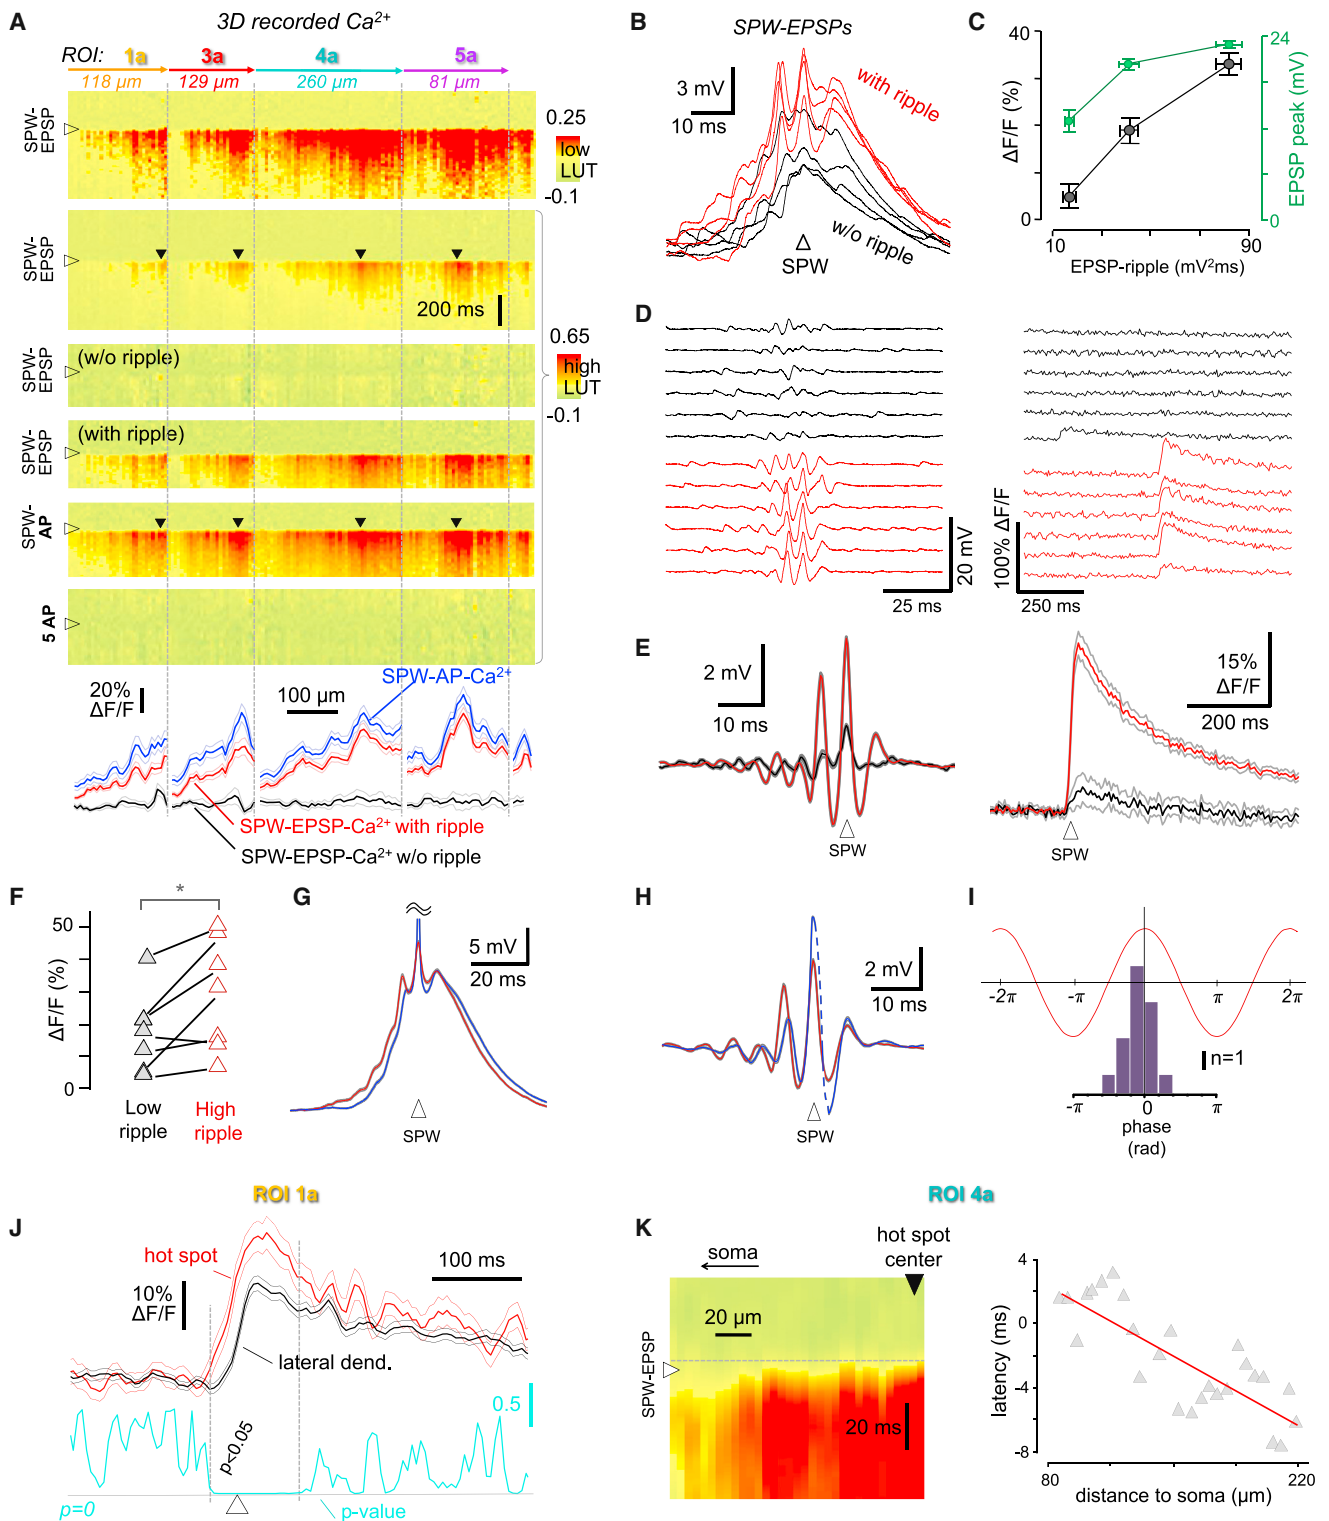 A
3D recorded Ca2+
ROI: 1a 3a 4a 5a
118 µm 129 µm 260 µm 81 µm
SPW-
EPSP
0.25
low
LUT
-0.1
SPW-
EPSP
200 ms
0.65
high
LUT
-0.1
(w/o ripple)
SPW-
EPSP
(with ripple)
SPW-
EPSP
SPW-
AP
5 AP
20%
ΔF/F
100 µm
SPW-AP-Ca2+
SPW-EPSP-Ca2+ with ripple
SPW-EPSP-Ca2+ w/o ripple
B
SPW-EPSPs
3 mV
10 ms
with ripple
w/o ripple
SPW
C
40
ΔF/F (%)
0
24
EPSP peak (mV)
0
10 90
EPSP-ripple (mV2ms)
D
20 mV
25 ms
100% ΔF/F
250 ms
E
2 mV
10 ms
SPW
15%
ΔF/F
200 ms
SPW
F
*
50
ΔF/F (%)
0
Low
ripple
High
ripple
G
5 mV
20 ms
SPW
H
2 mV
10 ms
SPW
I
-2π -π π 2π
n=1
-π 0 π
phase
(rad)
ROI 1a
J
hot spot
100 ms
10%
ΔF/F
lateral dend.
0.5
p<0.05
p=0
p-value
ROI 4a
K
soma
hot spot
center
20 µm
SPW-EPSP
20 ms
4
0
-4
-8
latency (ms)
80 220
distance to soma (µm)